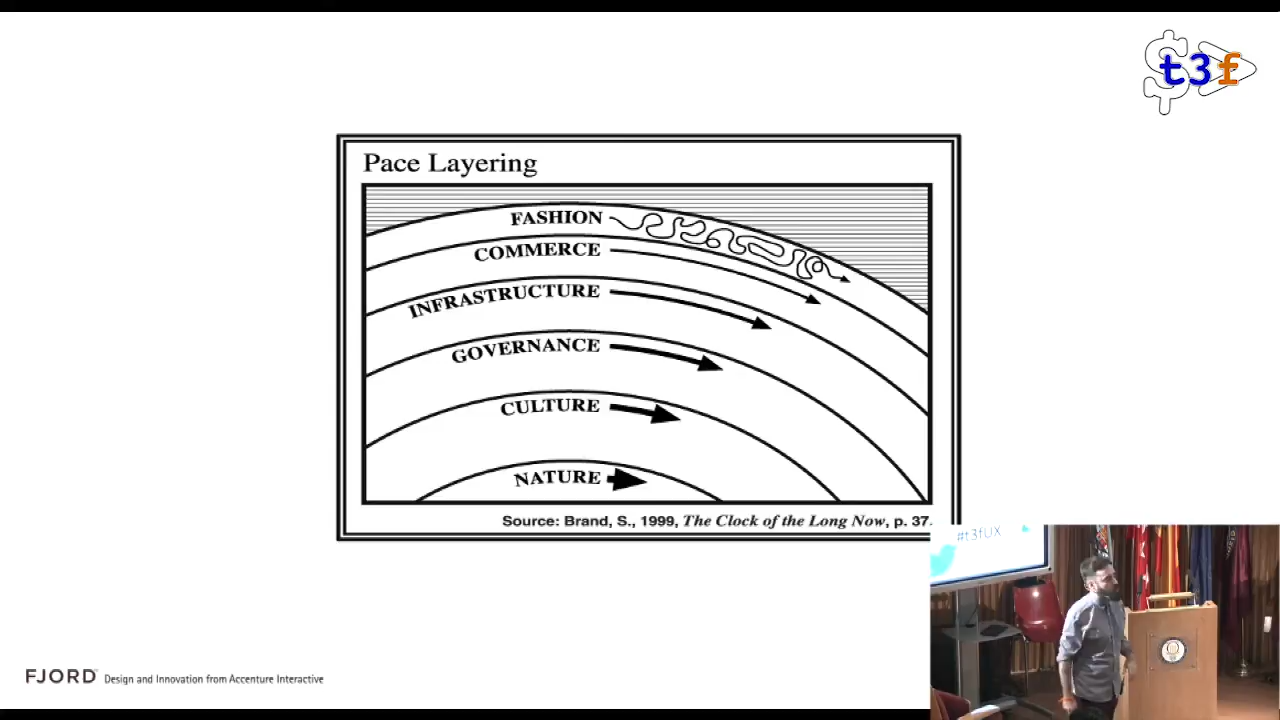 t3f
Pace Layering
FASHION
COMMERCE
INFRASTRUCTURE
GOVERNANCE
CULTURE
NATURE
Source: Brand, S., 1999, The Clock of the Long Now, p. 37.
#t3fUX
FJORD Design and Innovation from Accenture Interactive